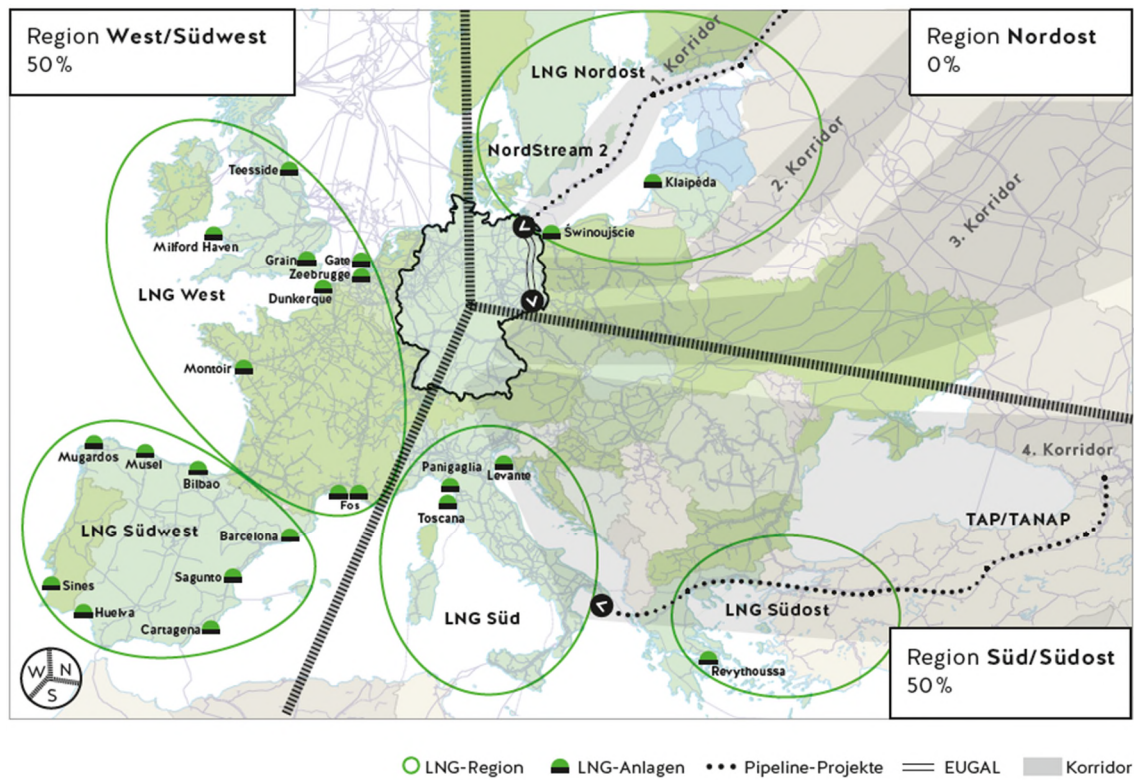 Region West/Südwest
50 %
Region Nordost
0 %
LNG Nordost
1. Korridor
NordStream 2
2. Korridor
3. Korridor
Klaipėda
Świnoujście
Teesside
Milford Haven
Grain
Gate
Zeebrugge
Dunkerque
LNG West
Montoir
4. Korridor
Mugardos
Musel
Bilbao
Fos
Panigaglia
Levante
Toscana
TAP/TANAP
LNG Südwest
Barcelona
Sagunto
Sines
Huelva
Cartagena
LNG Süd
LNG Südost
Revythoussa
Region Süd/Südost
50 %
W N
S
LNG-Region
LNG-Anlagen
Pipeline-Projekte
EUGAL
Korridor